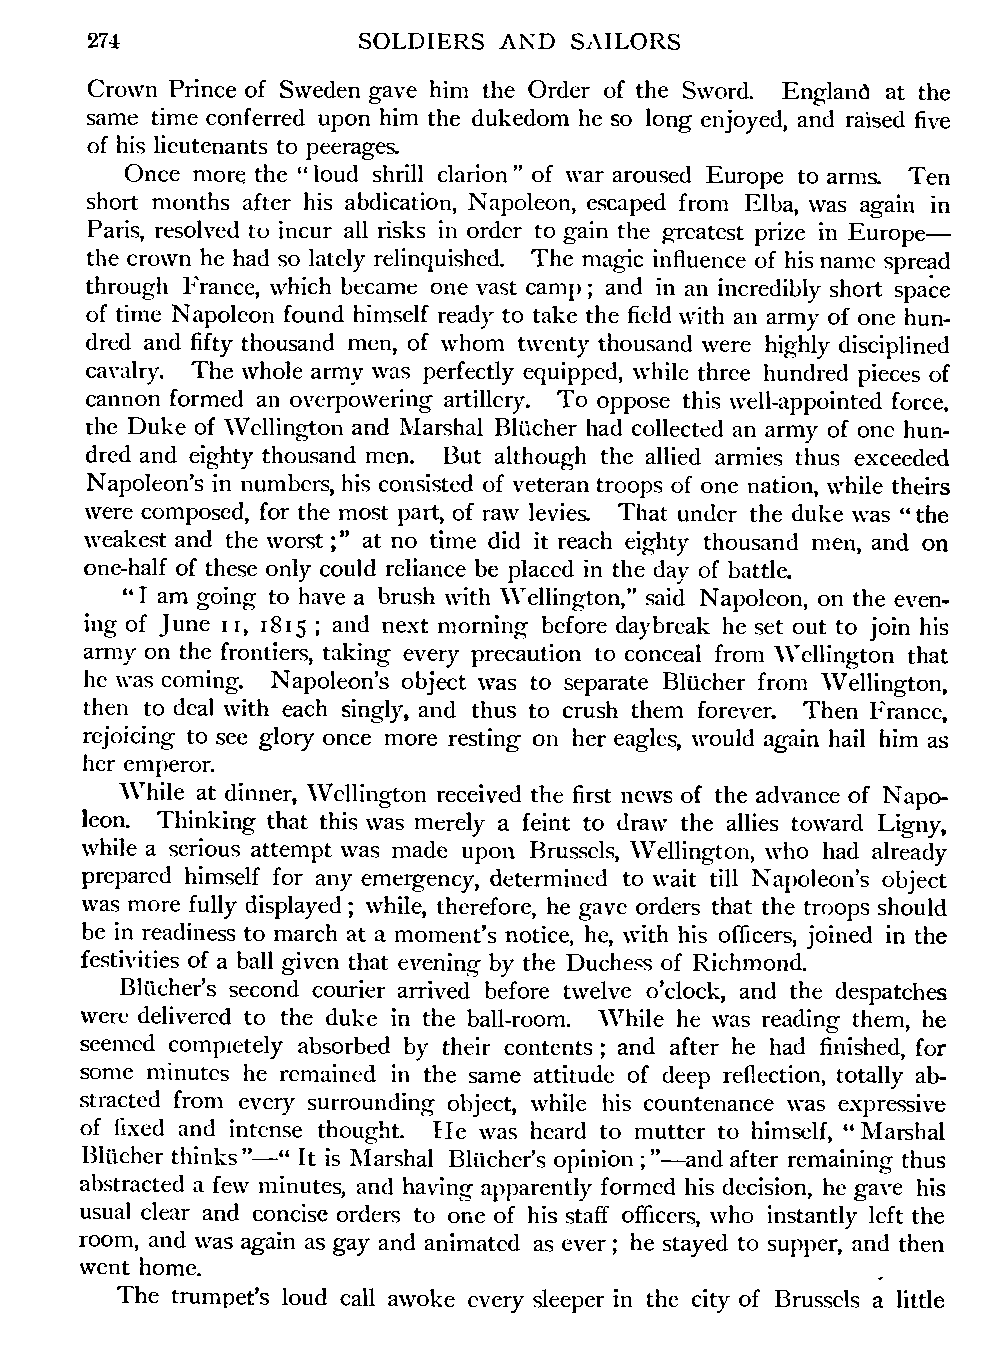 274 SOLDIERS AND SAILORS
Crown Prince of Sweden gave him the Order of the Sword. England at the
same time conferred upon him the dukedom he so long enjoyed, and raised five
of his lieutenants to peerages.
Once more the “loud shrill clarion” of war aroused Europe to arms. Ten
short months after his abdication, Napoleon, escaped from Elba, was again in
Paris, resolved to incur all risks in order to gain the greatest prize in Europe—
the crown he had so lately relinquished. The magic influence of his name spread
through France, which became one vast camp; and in an incredibly short space
of time Napoleon found himself ready to take the field with an army of one hun-
dred and fifty thousand men, of whom twenty thousand were highly disciplined
cavalry. The whole army was perfectly equipped, while three hundred pieces of
cannon formed an overpowering artillery. To oppose this well-appointed force,
the Duke of Wellington and Marshal Blücher had collected an army of one hun-
dred and eighty thousand men. But although the allied armies thus exceeded
Napoleon's in numbers, his consisted of veteran troops of one nation, while theirs
were composed, for the most part, of raw levies. That under the duke was “the
weakest and the worst;” at no time did it reach eighty thousand men, and on
one-half of these only could reliance be placed in the day of battle.
“I am going to have a brush with Wellington,” said Napoleon, on the even-
ing of June 11, 1815; and next morning before daybreak he set out to join his
army on the frontiers, taking every precaution to conceal from Wellington that
he was coming. Napoleon's object was to separate Blücher from Wellington,
then to deal with each singly, and thus to crush them forever. Then France,
rejoicing to see glory once more resting on her eagles, would again hail him as
her emperor.
While at dinner, Wellington received the first news of the advance of Napo-
leon. Thinking that this was merely a feint to draw the allies toward Ligny,
while a serious attempt was made upon Brussels, Wellington, who had already
prepared himself for any emergency, determined to wait till Napoleon's object
was more fully displayed; while, therefore, he gave orders that the troops should
be in readiness to march at a moment's notice, he, with his officers, joined in the
festivities of a ball given that evening by the Duchess of Richmond.
Blücher's second courier arrived before twelve o'clock, and the despatches
were delivered to the duke in the ball-room. While he was reading them, he
seemed completely absorbed by their contents; and after he had finished, for
some minutes he remained in the same attitude of deep reflection, totally ab-
stracted from every surrounding object, while his countenance was expressive
of fixed and intense thought. He was heard to mutter to himself, “Marshal
Blücher thinks”—“It is Marshal Blücher's opinion;”—and after remaining thus
abstracted a few minutes, and having apparently formed his decision, he gave his
usual clear and concise orders to one of his staff officers, who instantly left the
room, and was again as gay and animated as ever; he stayed to supper, and then
went home.
The trumpet's loud call awoke every sleeper in the city of Brussels a little